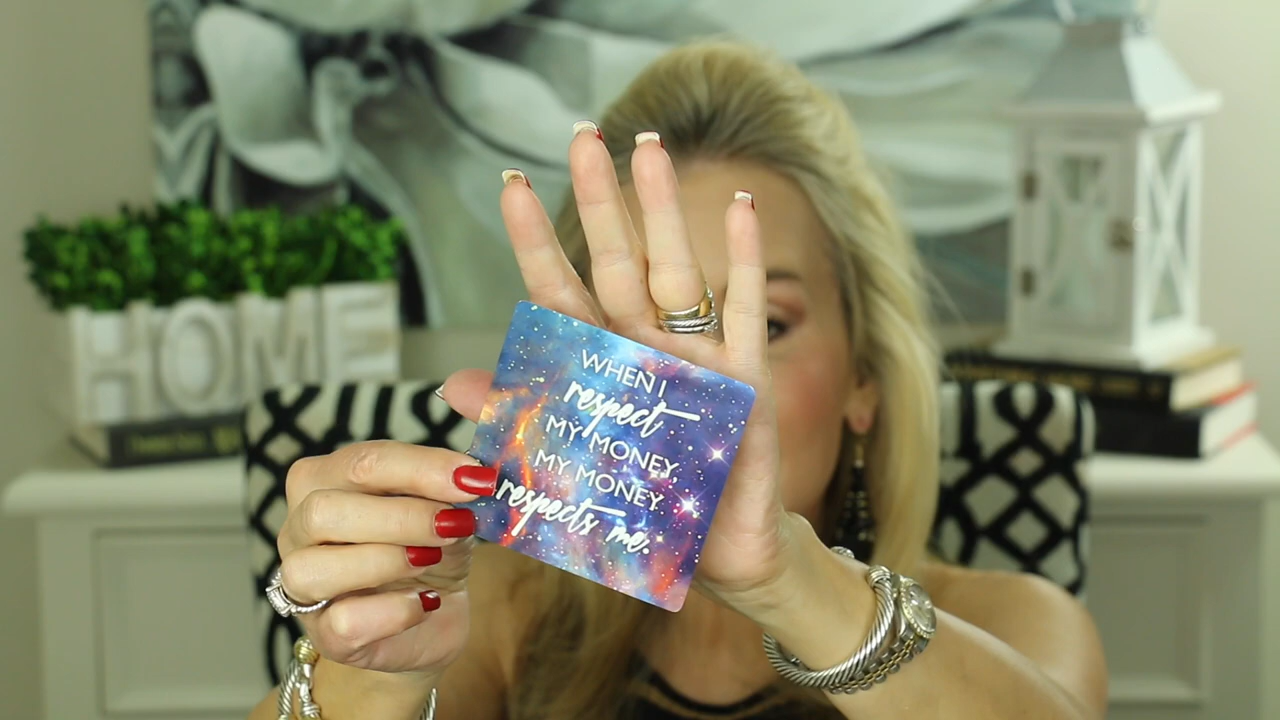 HOME
WHEN I
respect
MY MONEY,
MY MONEY
respects me.